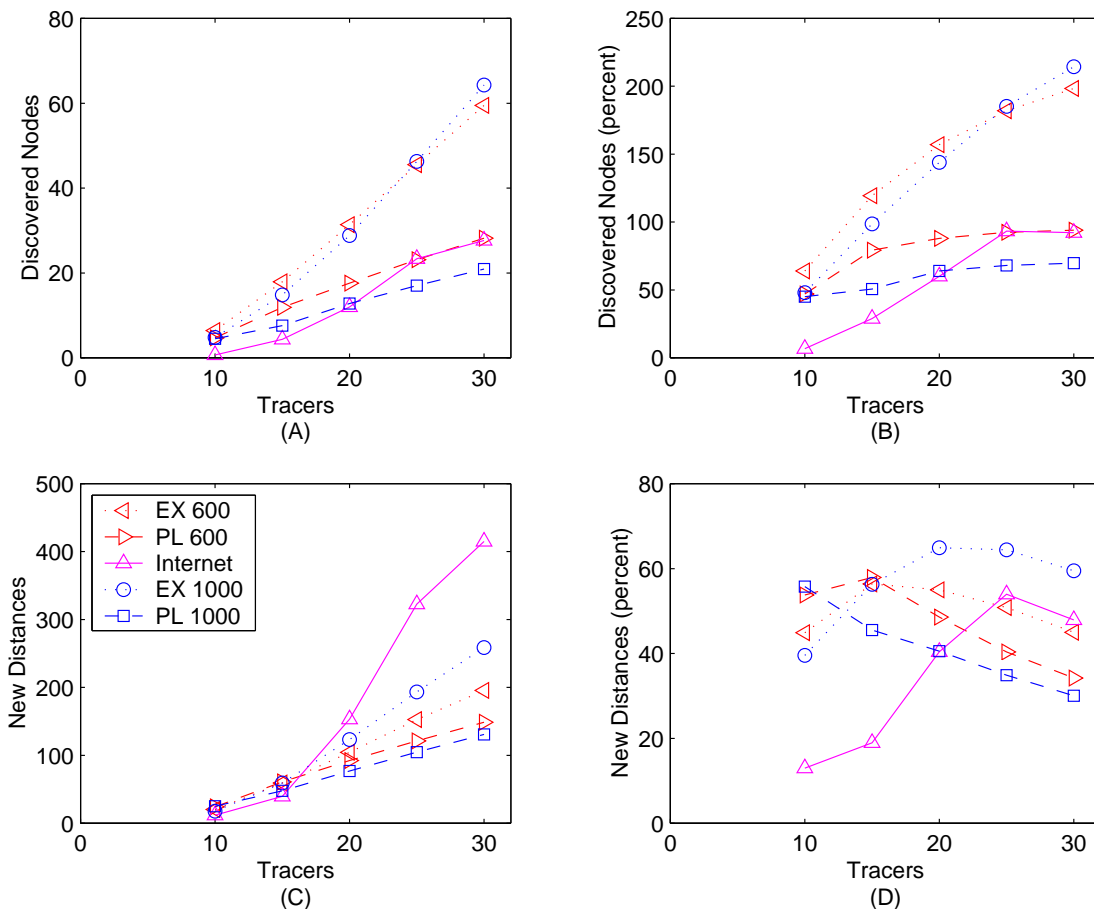 80
60
40
20
0
Discovered Nodes
0
10
20
30
Tracers
(A)
250
200
150
100
50
0
Discovered Nodes (percent)
0
10
20
30
Tracers
(B)
500
400
300
200
100
0
New Distances
EX 600
PL 600
Internet
EX 1000
PL 1000
0
10
20
30
Tracers
(C)
80
60
40
20
0
New Distances (percent)
0
10
20
30
Tracers
(D)